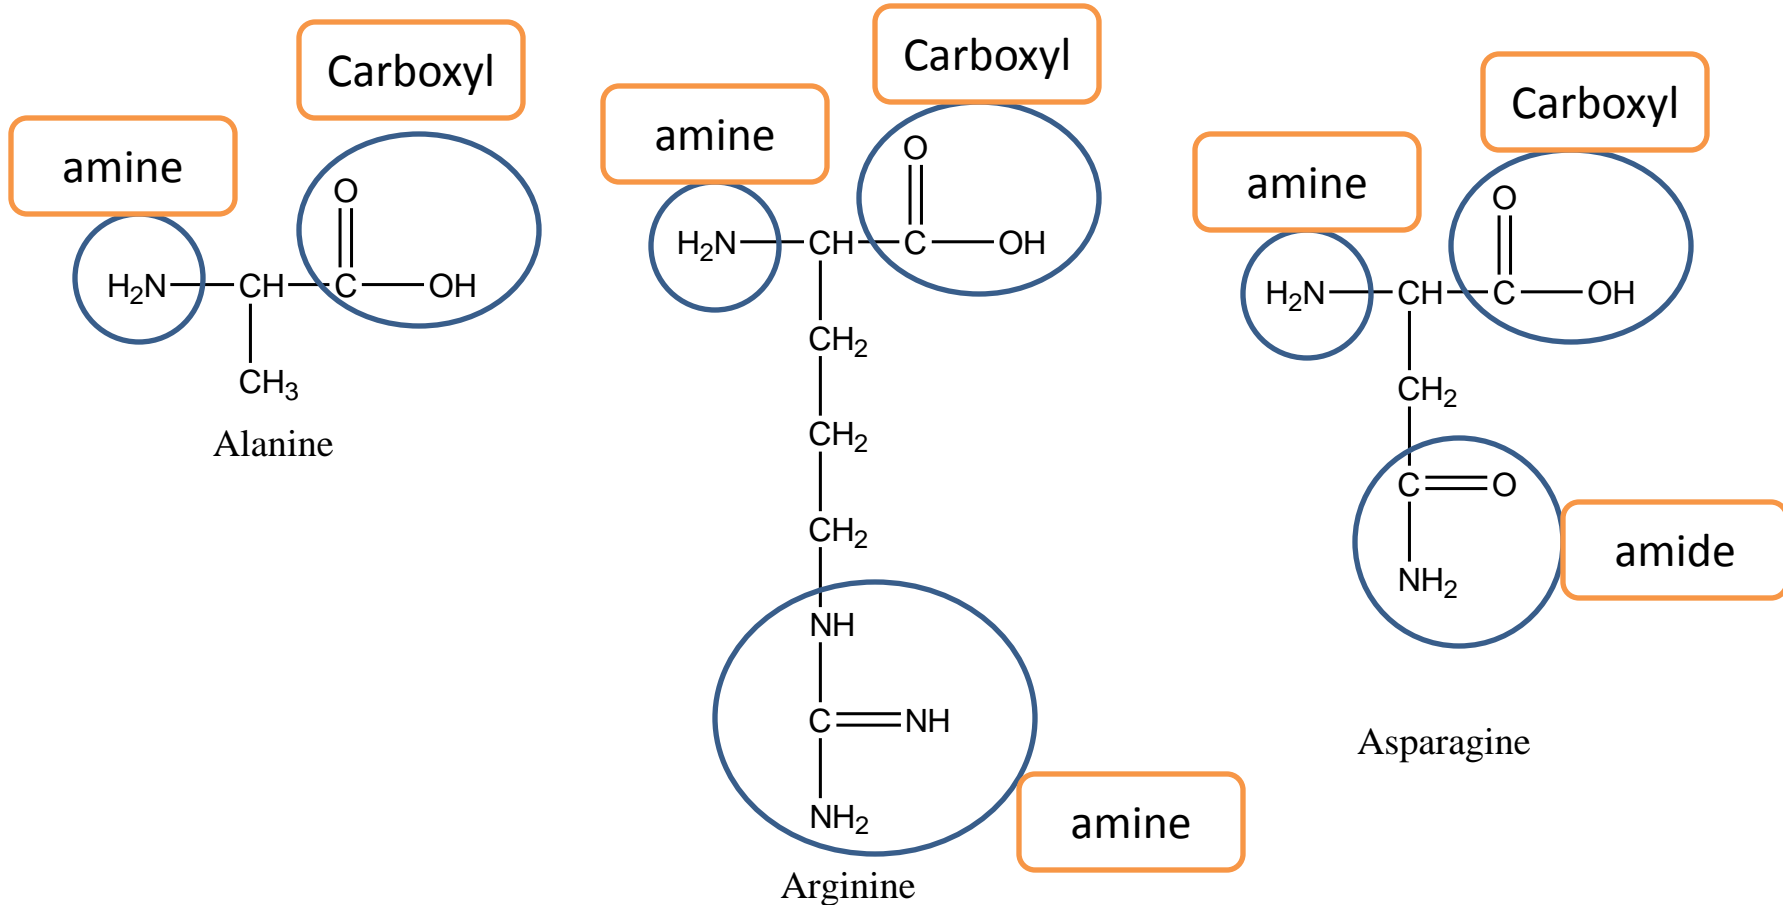 Carboxyl
amine
O
H₂N CH C OH
CH₃
Alanine
Carboxyl
amine
O
H₂N CH C OH
CH₂
CH₂
CH₂
NH
C NH
NH₂
amine
Arginine
Carboxyl
amine
O
H₂N CH C OH
CH₂
C O
NH₂
amide
Asparagine